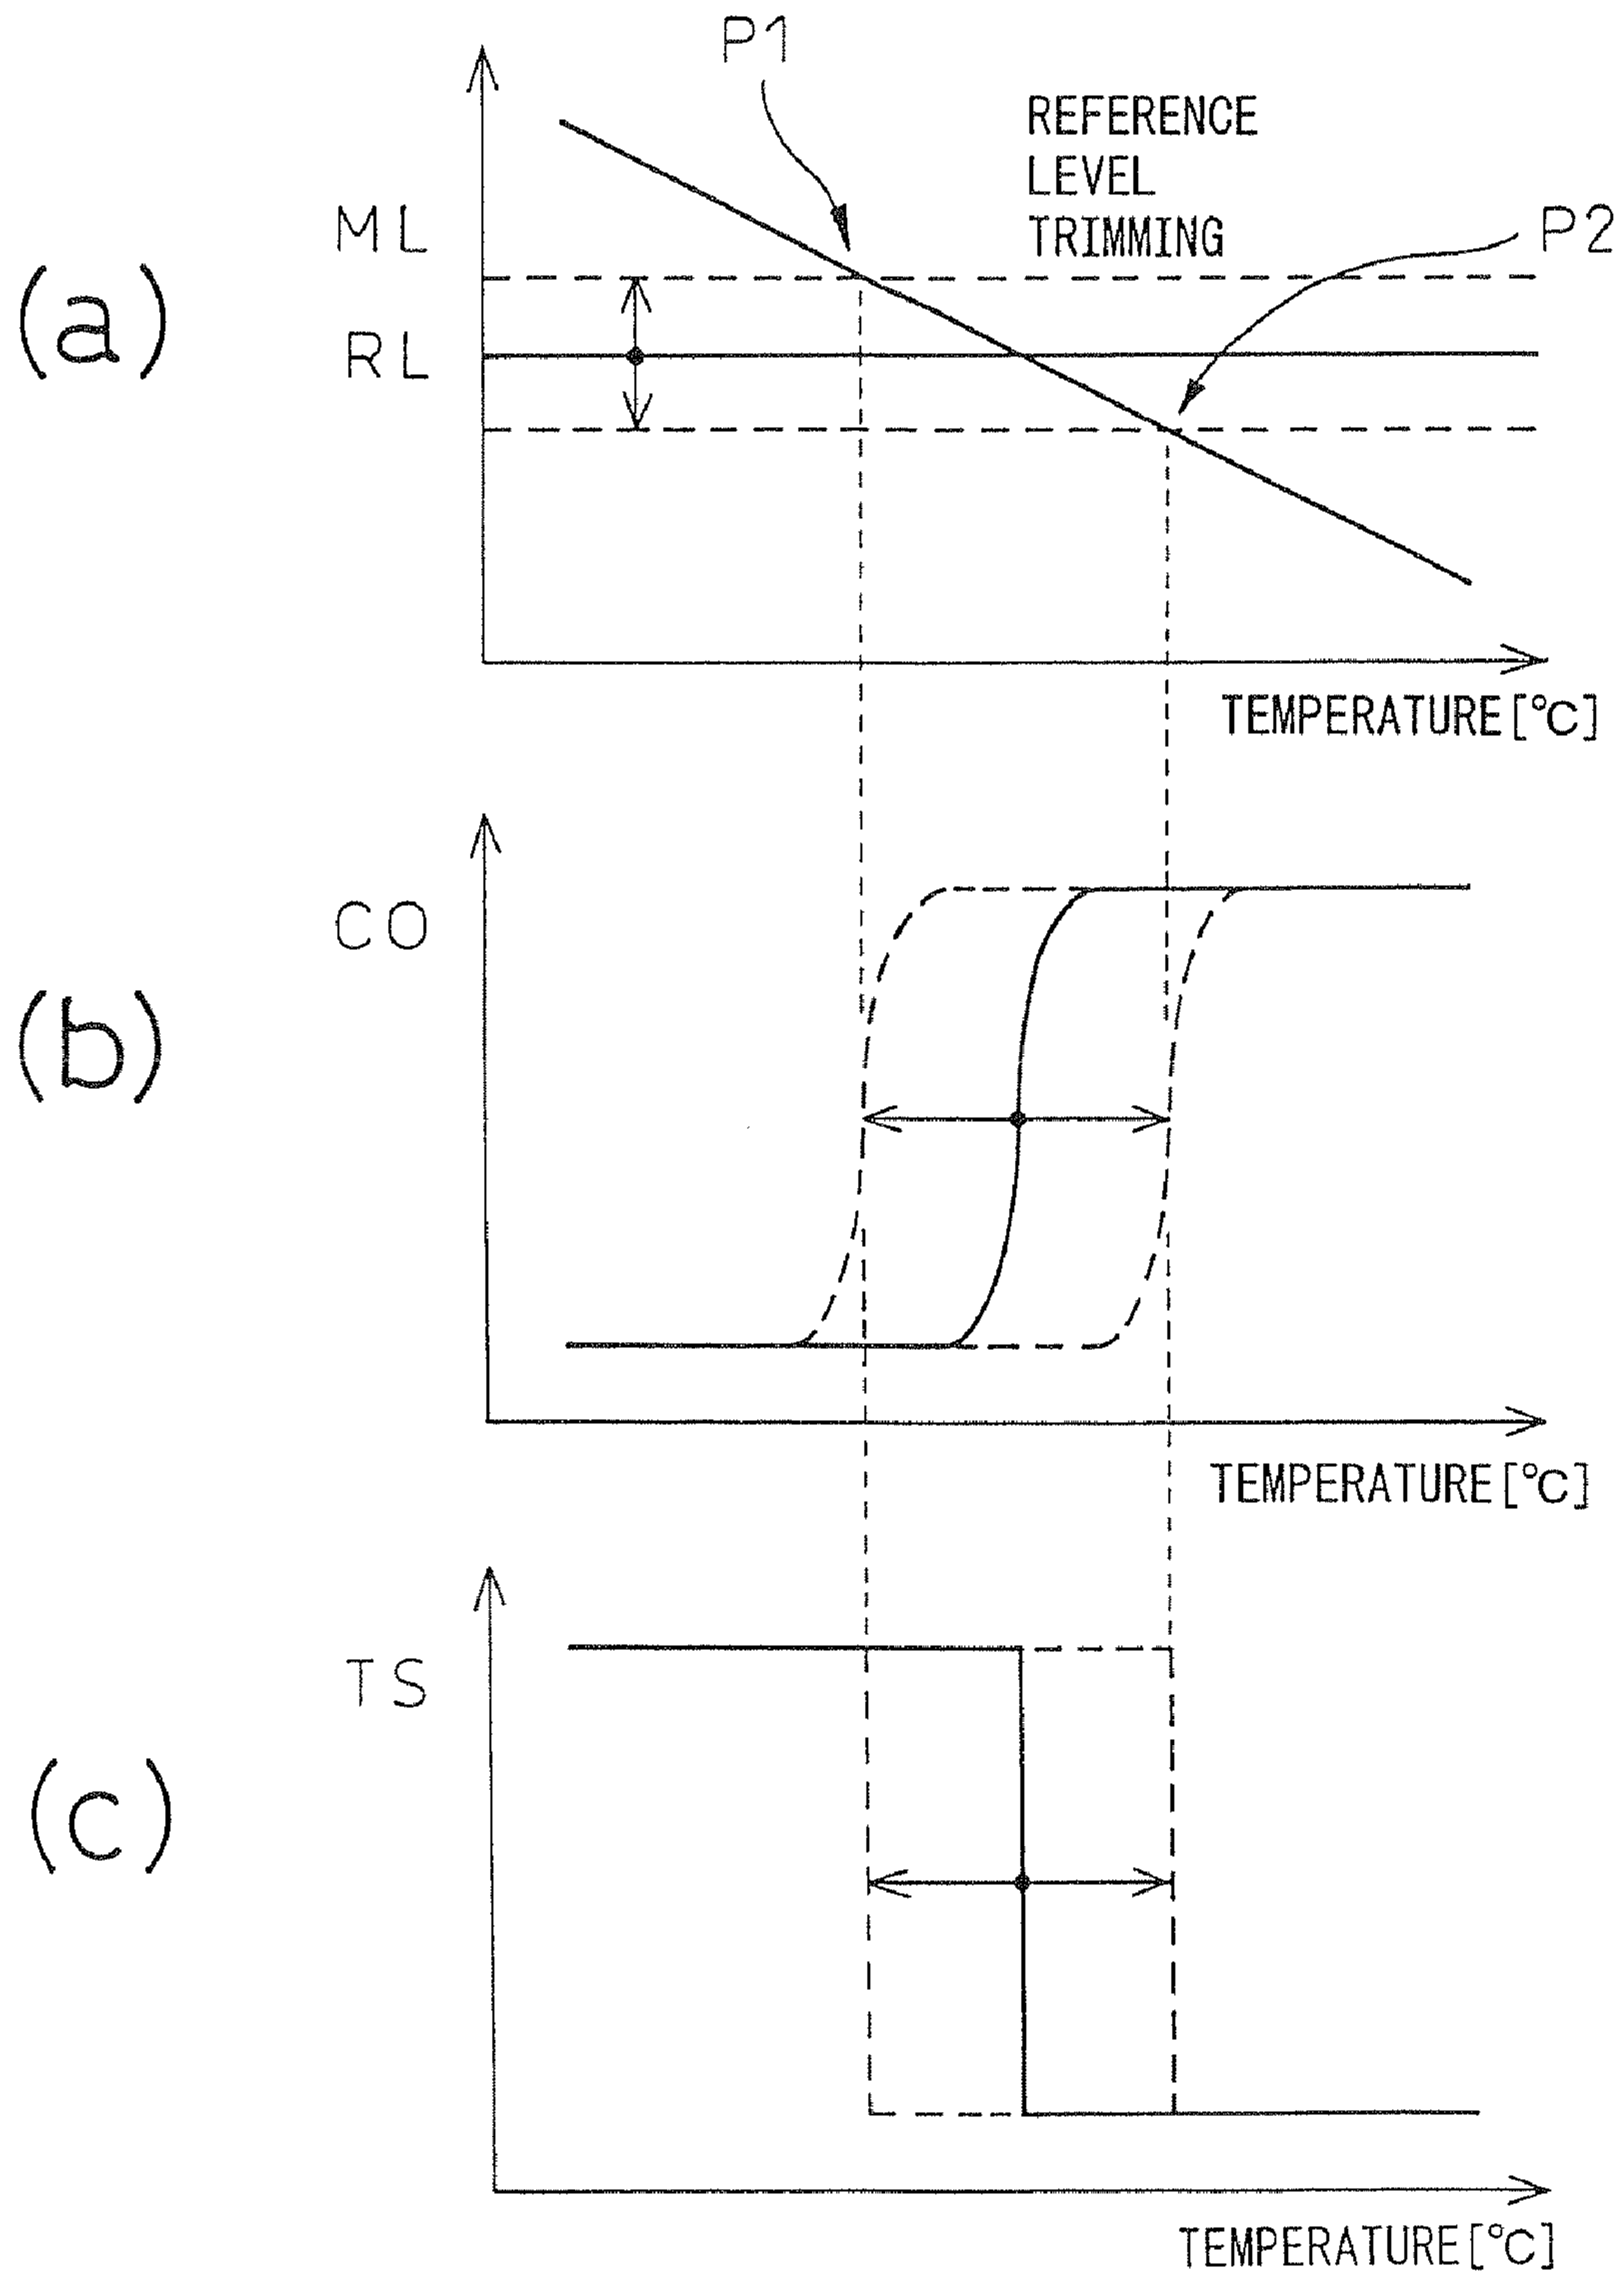 P1
REFERENCE
LEVEL
TRIMMING
P2
ML
(a)
RL
TEMPERATURE[℃]
CO
(b)
TEMPERATURE[℃]
TS
(c)
TEMPERATURE[℃]